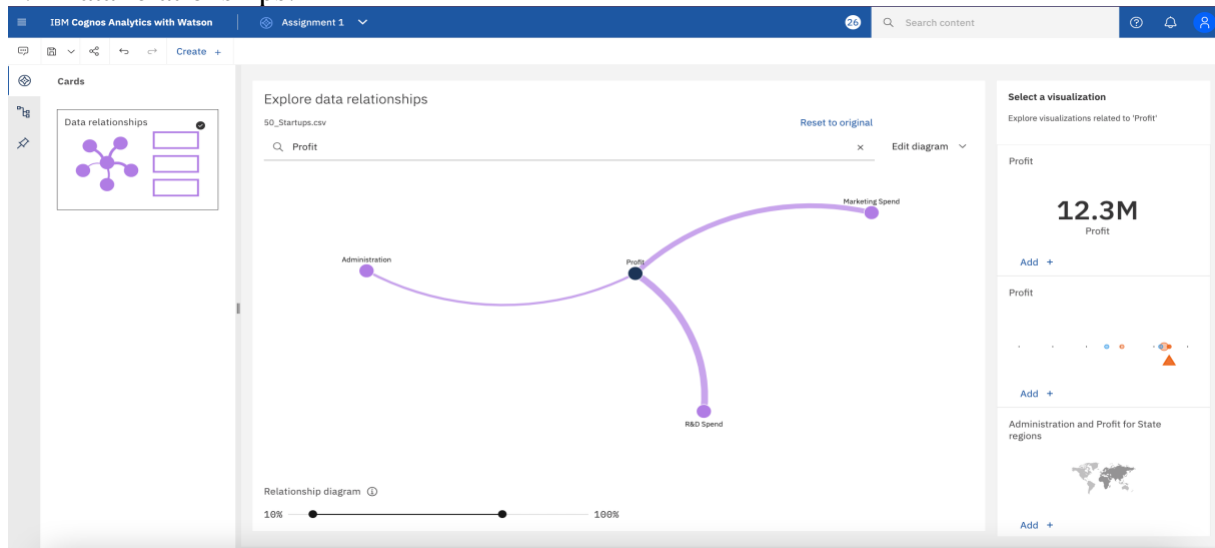 IBM Cognos Analytics with Watson
Assignment 1
26
Search content
Create +
Cards
Data relationships
Explore data relationships
50_Startups.csv
Reset to original
Profit
×
Edit diagram
Marketing Spend
Administration
Profit
R&D Spend
Relationship diagram
10%
100%
Select a visualization
Explore visualizations related to 'Profit'
Profit
12.3M
Profit
Add +
Profit
Add +
Administration and Profit for State
regions
Add +